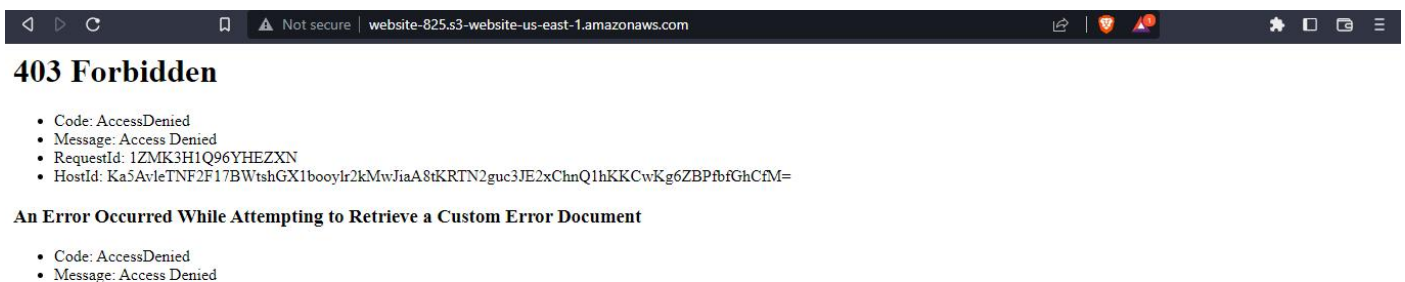 Not secure | website-825.s3-website-us-east-1.amazonaws.com
403 Forbidden
• Code: AccessDenied
• Message: Access Denied
• RequestId: 1ZMK3H1Q96YHEZXN
• HostId: Ka5AvleTNF2F17BWtshGX1booylr2kMwJiaA8tKRTN2guc3JE2xChnQ1hKKCwKg6ZBPfbfGhCfM=
An Error Occurred While Attempting to Retrieve a Custom Error Document
• Code: AccessDenied
• Message: Access Denied